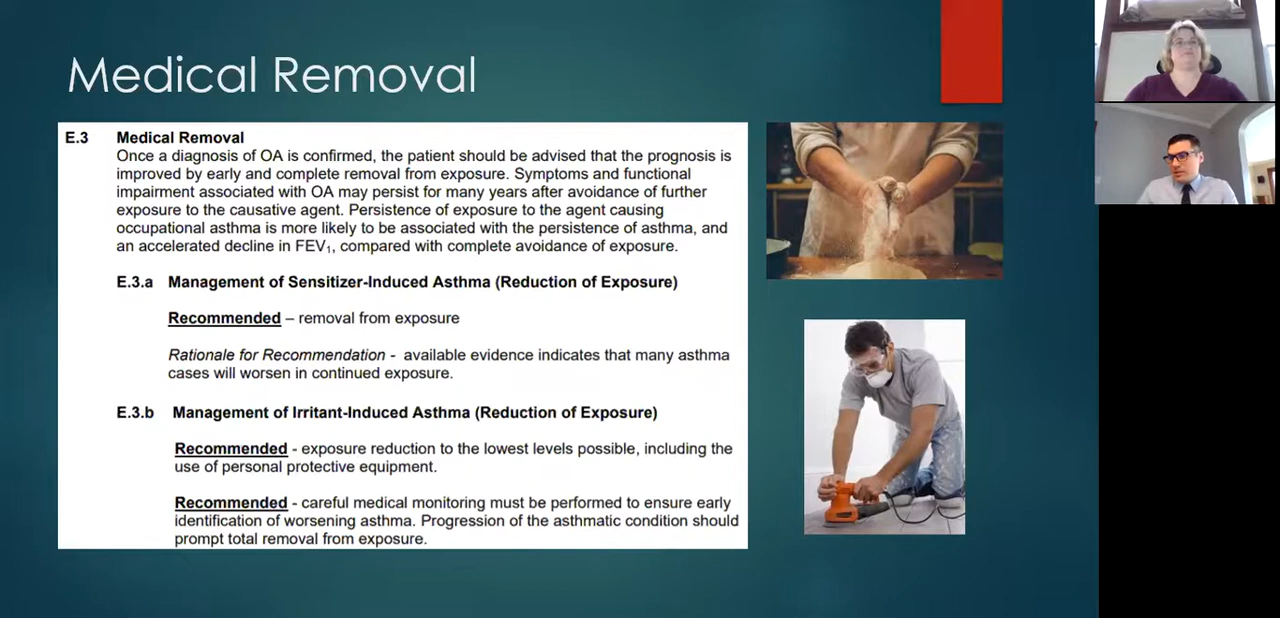 Medical Removal
E.3 Medical Removal
Once a diagnosis of OA is confirmed, the patient should be advised that the prognosis is
improved by early and complete removal from exposure. Symptoms and functional
impairment associated with OA may persist for many years after avoidance of further
exposure to the causative agent. Persistence of exposure to the agent causing
occupational asthma is more likely to be associated with the persistence of asthma, and
an accelerated decline in FEV₁, compared with complete avoidance of exposure.
E.3.a Management of Sensitizer-Induced Asthma (Reduction of Exposure)
Recommended – removal from exposure
Rationale for Recommendation - available evidence indicates that many asthma
cases will worsen in continued exposure.
E.3.b Management of Irritant-Induced Asthma (Reduction of Exposure)
Recommended - exposure reduction to the lowest levels possible, including the
use of personal protective equipment.
Recommended - careful medical monitoring must be performed to ensure early
identification of worsening asthma. Progression of the asthmatic condition should
prompt total removal from exposure.